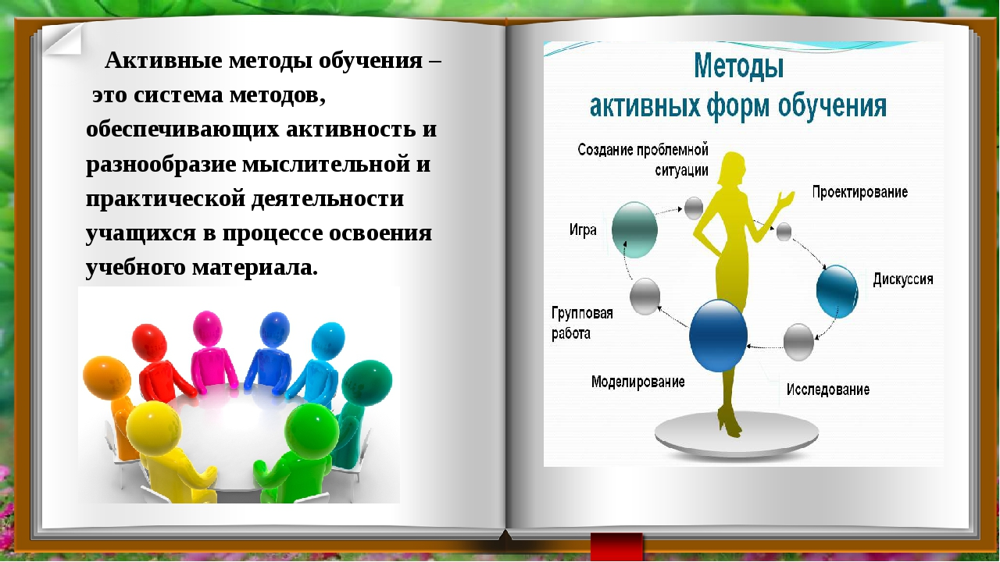 Активные методы обучения –
это система методов,
обеспечивающих активность и
разнообразие мыслительной и
практической деятельности
учащихся в процессе освоения
учебного материала.
Методы
активных форм обучения
Создание проблемной
ситуации
Проектирование
Игра
Дискуссия
Групповая
работа
Моделирование
Исследование